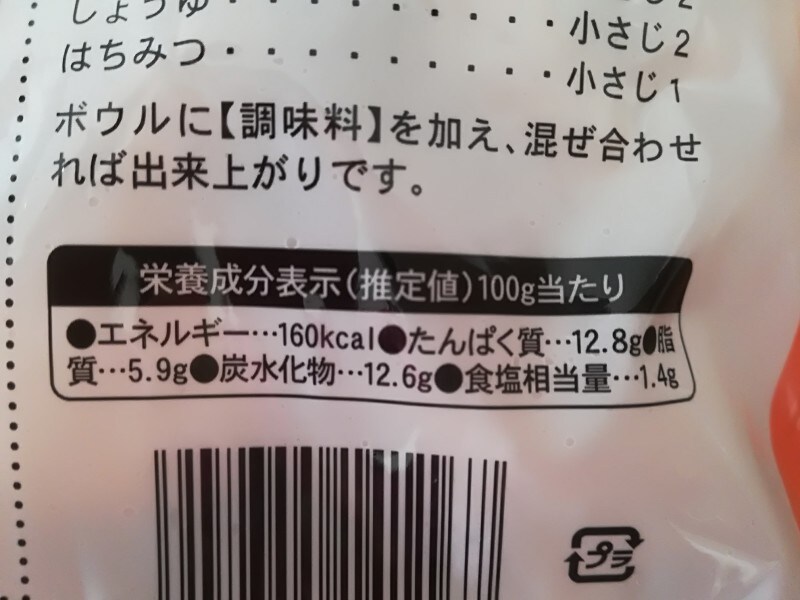 しょうゆ・・・・・・・・・・小さじ2
はちみつ・・・・・・・・・・小さじ1
ボウルに【調味料】を加え、混ぜ合わせ
れば出来上がりです。
栄養成分表示(推定値)100g当たり
●エネルギー…160kcal●たんぱく質…12.8g●脂
質…5.9g●炭水化物…12.6g●食塩相当量…1.4g
プラ